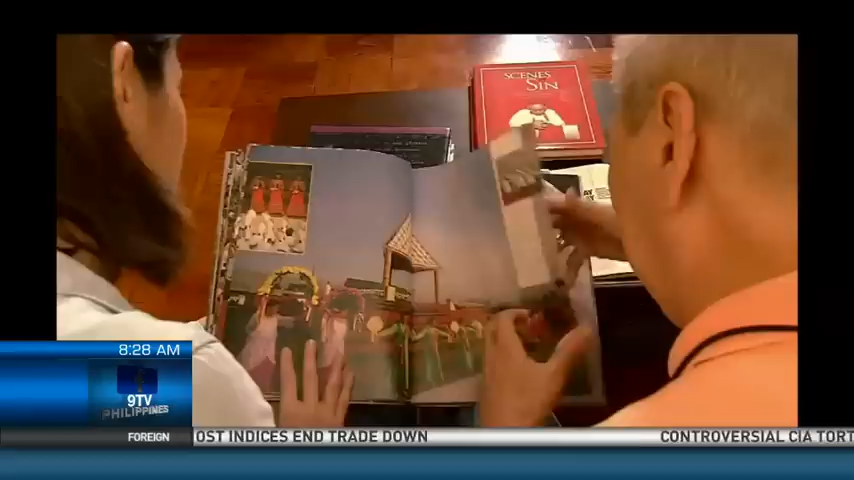 SCENES
SIN
8:28 AM
9TV
PHILIPPINES
FOREIGN
OST INDICES END TRADE DOWN
CONTROVERSIAL CIA TORT